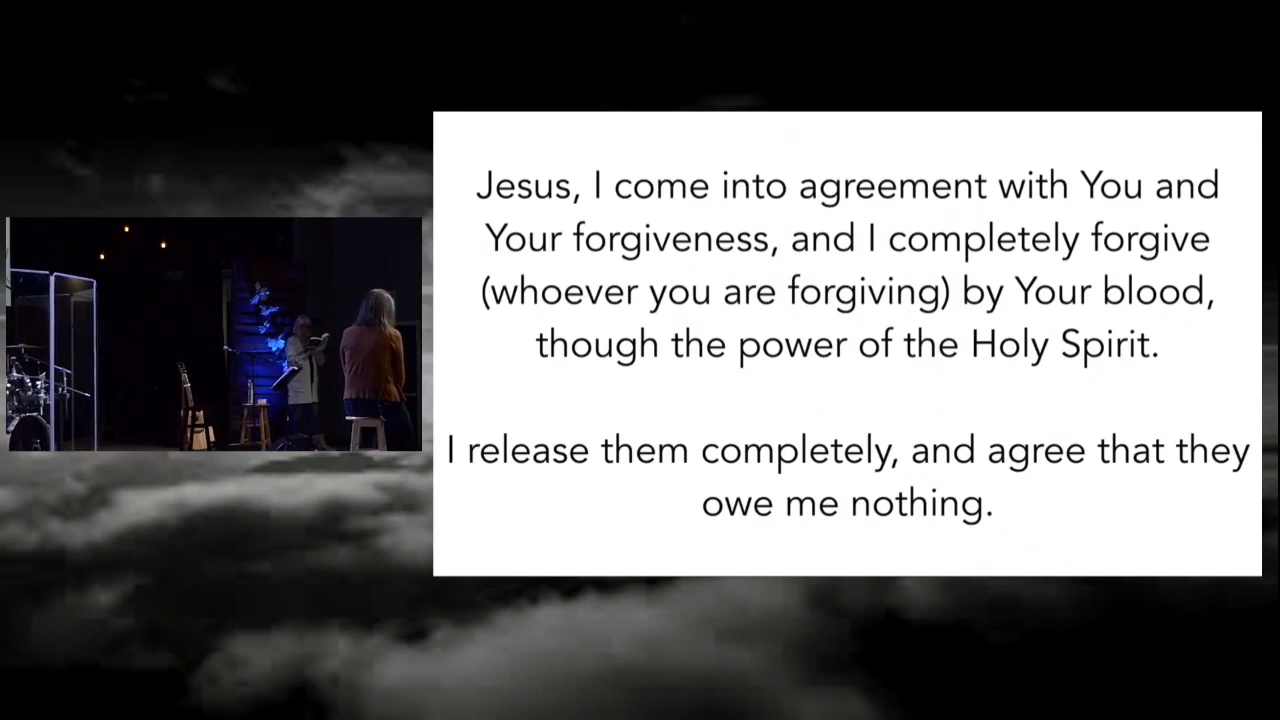 Jesus, I come into agreement with You and
Your forgiveness, and I completely forgive
(whoever you are forgiving) by Your blood,
though the power of the Holy Spirit.
I release them completely, and agree that they
owe me nothing.